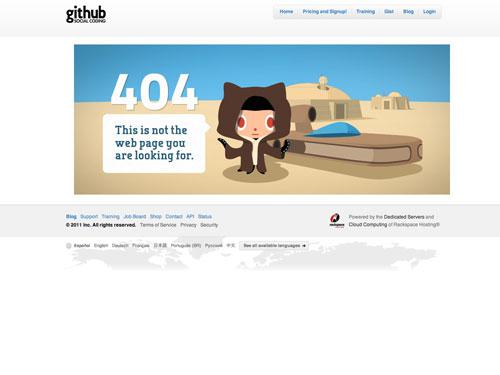 github
SOCIAL CODING
Home Pricing and Signup! Training Gist Blog Login
404
This is not the
web page you
are looking for.
Blog Support Training Job Board Shop Contact API Status
© 2011 Inc. All rights reserved. Terms of Service Privacy Security
rackspace
Powered by the Dedicated Servers and
Cloud Computing of Rackspace Hosting®
Español English Deutsch Français 日本語 Português (BR) Русский 中文 See all available languages